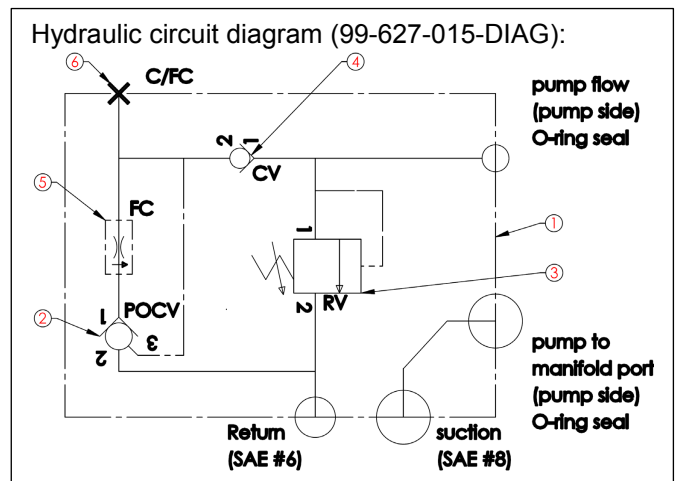 Hydraulic circuit diagram (99-627-015-DIAG):
6
C/FC
4
pump flow
(pump side)
O-ring seal
2
1
CV
5
FC
1
1
3
2
RV
2
1
POCV
2
3
pump to
manifold port
(pump side)
O-ring seal
Return
(SAE #6)
suction
(SAE #8)